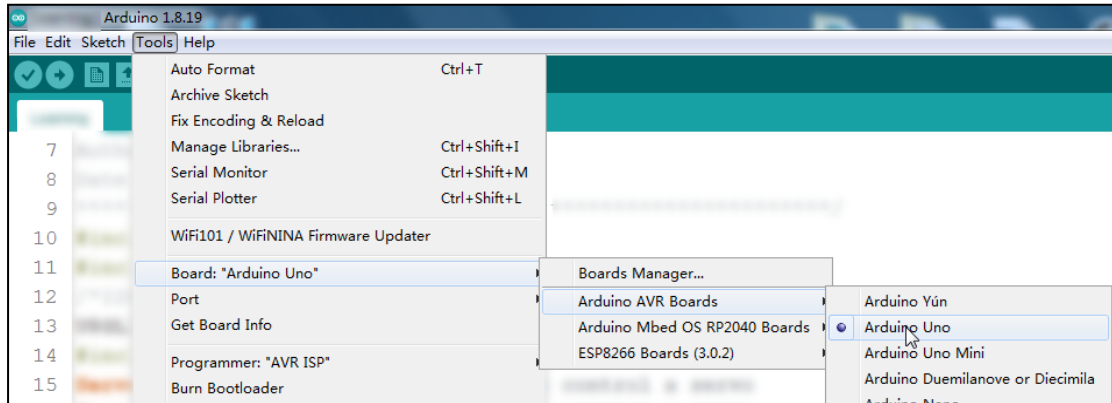 Arduino 1.8.19
File Edit Sketch Tools Help
Auto Format Ctrl+T
Archive Sketch
Fix Encoding & Reload
Manage Libraries... Ctrl+Shift+I
Serial Monitor Ctrl+Shift+M
Serial Plotter Ctrl+Shift+L
WiFi101 / WiFiNINA Firmware Updater
Board: "Arduino Uno"
Port
Get Board Info
Programmer: "AVR ISP"
Burn Bootloader
Boards Manager...
Arduino AVR Boards
Arduino Mbed OS RP2040 Boards
ESP8266 Boards (3.0.2)
Arduino Yún
Arduino Uno
Arduino Uno Mini
Arduino Duemilanove or Diecimila
7
8
9
10
11
12
13
14
15 control a servo